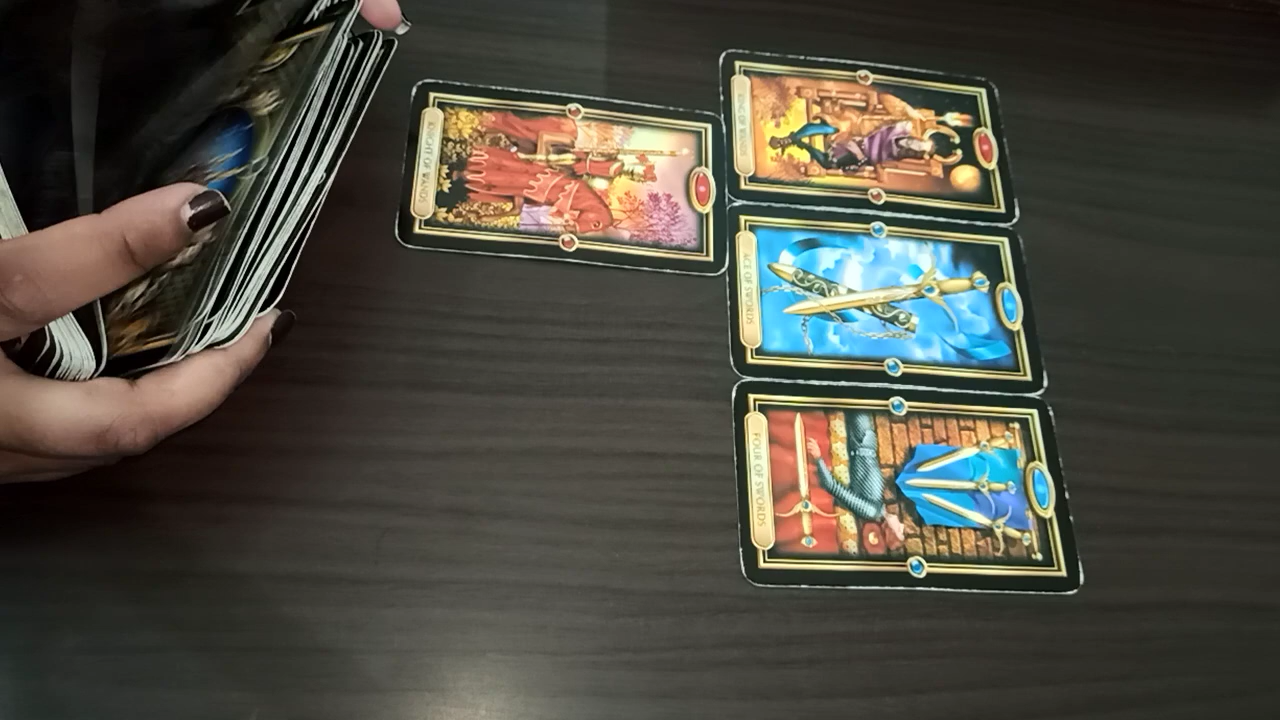 KNIGHT OF WANDS
KING OF WANDS
ACE OF SWORDS
FOUR OF SWORDS